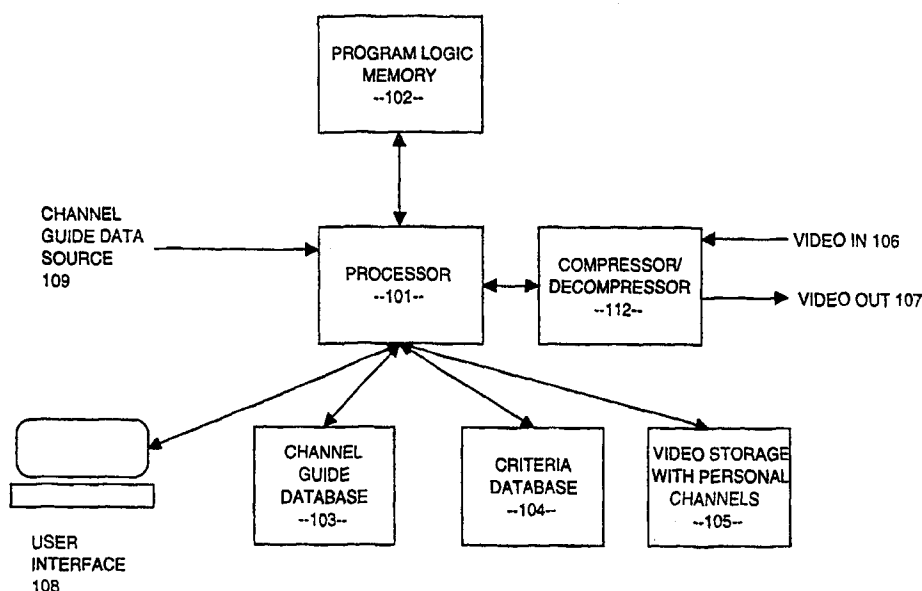 PROGRAM LOGIC
MEMORY
--102--
CHANNEL
GUIDE DATA
SOURCE
109
PROCESSOR
--101--
COMPRESSOR/
DECOMPRESSOR
--112--
VIDEO IN 106
VIDEO OUT 107
USER
INTERFACE
108
CHANNEL
GUIDE
DATABASE
--103--
CRITERIA
DATABASE
--104--
VIDEO STORAGE
WITH PERSONAL
CHANNELS
--105--